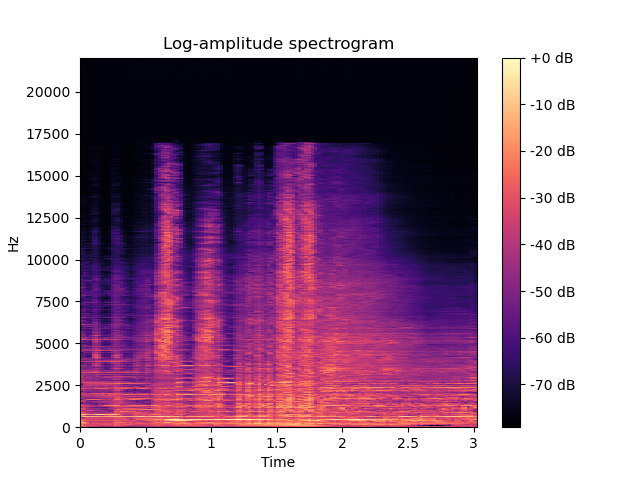 Log-amplitude spectrogram
Hz
20000
17500
15000
12500
10000
7500
5000
2500
0
0 0.5 1 1.5 2 2.5 3
Time
+0 dB
-10 dB
-20 dB
-30 dB
-40 dB
-50 dB
-60 dB
-70 dB